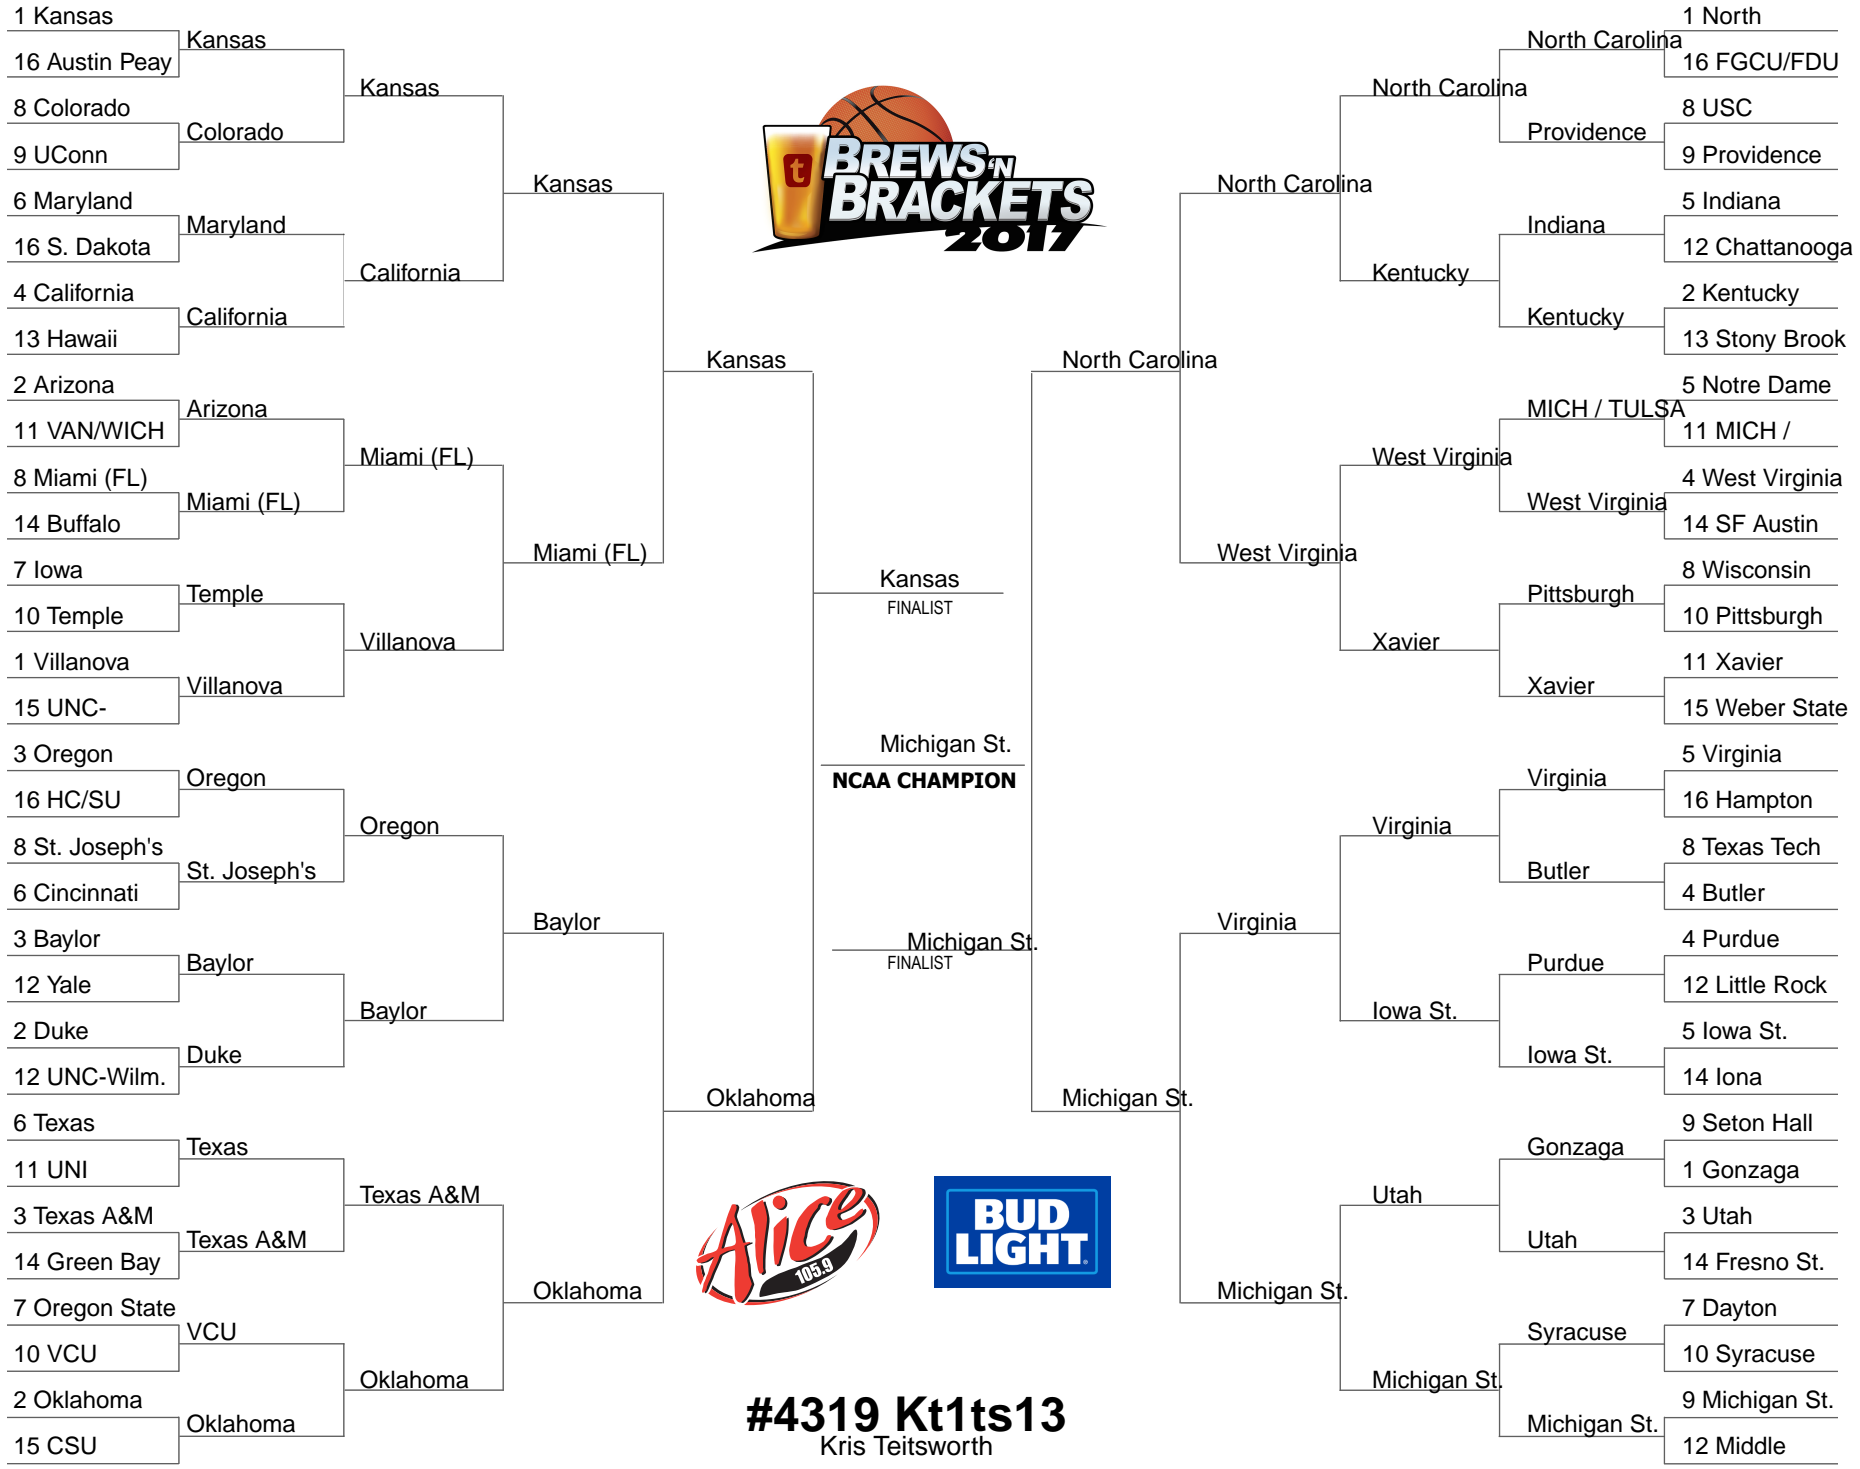 1 Kansas
16 Austin Peay
8 Colorado
9 UConn
6 Maryland
16 S. Dakota
4 California
13 Hawaii
2 Arizona
11 VAN/WICH
8 Miami (FL)
14 Buffalo
7 Iowa
10 Temple
1 Villanova
15 UNC-
3 Oregon
16 HC/SU
8 St. Joseph's
6 Cincinnati
3 Baylor
12 Yale
2 Duke
12 UNC-Wilm.
6 Texas
11 UNI
3 Texas A&M
14 Green Bay
7 Oregon State
10 VCU
2 Oklahoma
15 CSU
Kansas
Colorado
Maryland
California
Arizona
Miami (FL)
Temple
Villanova
Oregon
St. Joseph's
Baylor
Duke
Texas
Texas A&M
VCU
Oklahoma
Kansas
California
Miami (FL)
Villanova
Oregon
Baylor
Texas A&M
Oklahoma
Kansas
Miami (FL)
Baylor
Oklahoma
Kansas
Oklahoma
t
BREWS 'N
BRACKETS
2017
Kansas
FINALIST
Michigan St.
NCAA CHAMPION
Michigan St.
FINALIST
Alice
105.9
BUD
LIGHT
#4319 Kt1ts13
Kris Teitsworth
North Carolina
Michigan St.
North Carolina
West Virginia
Virginia
Michigan St.
North Carolina
Kentucky
West Virginia
Xavier
Virginia
Iowa St.
Utah
Michigan St.
North Carolina
Providence
Indiana
Kentucky
MICH / TULSA
West Virginia
Pittsburgh
Xavier
Virginia
Butler
Purdue
Iowa St.
Gonzaga
Utah
Syracuse
Michigan St.
1 North
16 FGCU/FDU
8 USC
9 Providence
5 Indiana
12 Chattanooga
2 Kentucky
13 Stony Brook
5 Notre Dame
11 MICH /
4 West Virginia
14 SF Austin
8 Wisconsin
10 Pittsburgh
11 Xavier
15 Weber State
5 Virginia
16 Hampton
8 Texas Tech
4 Butler
4 Purdue
12 Little Rock
5 Iowa St.
14 Iona
9 Seton Hall
1 Gonzaga
3 Utah
14 Fresno St.
7 Dayton
10 Syracuse
9 Michigan St.
12 Middle